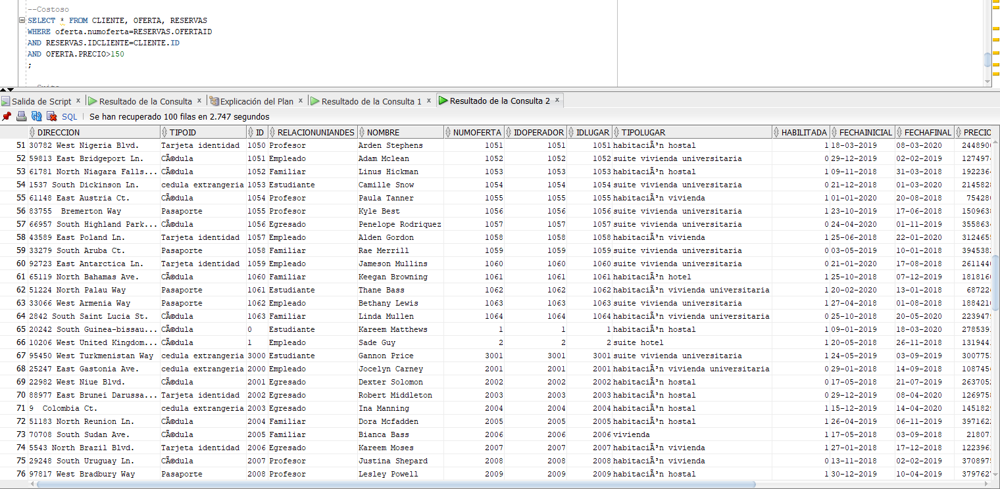 --Costoso
SELECT * FROM CLIENTE, OFERTA, RESERVAS
WHERE oferta.numoferta=RESERVAS.OFERTAID
AND RESERVAS.IDCLIENTE=CLIENTE.ID
AND OFERTA.PRECIO>150
;
Salida de Script x Resultado de la Consulta x Explicación del Plan x Resultado de la Consulta 1 x Resultado de la Consulta 2 x
SQL | Se han recuperado 100 filas en 2.747 segundos
DIRECCION TIPOID ID RELACIONUNIANDES NOMBRE NUMOFERTA IDOPERADOR IDLUGAR TIPOLUGAR HABILITADA FECHAINICIAL FECHAFINAL PRECIO
51 30782 West Nigeria Blvd. Tarjeta identidad 1050 Profesor Arden Stephens 1051 1051 1051 habitaciÃ³n hostal 1 18-03-2019 08-03-2020 244890
52 59813 East Bridgeport Ln. CÃ©dula 1051 Empleado Adam Mclean 1052 1052 1052 suite vivienda universitaria 0 29-12-2019 02-02-2019 127497
53 61781 North Niagara Falls... CÃ©dula 1052 Familiar Linus Hickman 1053 1053 1053 habitaciÃ³n hostal 1 09-11-2018 31-03-2018 192236
54 1537 South Dickinson Ln. cedula extrangeria 1053 Estudiante Camille Snow 1054 1054 1054 suite vivienda universitaria 0 21-12-2018 01-03-2020 214582
55 61148 East Austria Ct. CÃ©dula 1054 Profesor Paula Tanner 1055 1055 1055 habitaciÃ³n vivienda 1 01-01-2020 20-08-2018 75428
56 83755 Bremerton Way Pasaporte 1055 Profesor Kyle Best 1056 1056 1056 suite vivienda universitaria 1 23-10-2019 17-06-2018 150963
57 66957 South Highland Park... CÃ©dula 1056 Egresado Penelope Rodriquez 1057 1057 1057 suite vivienda universitaria 0 24-04-2020 01-11-2019 355863
58 43589 East Poland Ln. Tarjeta identidad 1057 Empleado Alden Gordon 1058 1058 1058 habitaciÃ³n vivienda 1 25-06-2018 22-01-2020 312465
59 33279 South Aruba Ct. Pasaporte 1058 Familiar Rae Merrill 1059 1059 1059 suite vivienda universitaria 0 03-05-2019 10-01-2018 394538
60 92723 East Antarctica Ln. Tarjeta identidad 1059 Empleado Jameson Mullins 1060 1060 1060 suite vivienda universitaria 0 21-01-2020 17-08-2018 261144
61 65119 North Bahamas Ave. CÃ©dula 1060 Familiar Keegan Browning 1061 1061 1061 habitaciÃ³n hotel 1 25-10-2018 07-12-2019 181816
62 51224 North Palau Way Pasaporte 1061 Estudiante Thane Bass 1062 1062 1062 habitaciÃ³n vivienda universitaria 1 20-02-2020 13-01-2018 68722
63 33066 West Armenia Way Pasaporte 1062 Empleado Bethany Lewis 1063 1063 1063 suite vivienda universitaria 1 27-04-2018 01-08-2018 188421
64 2842 South Saint Lucia St. CÃ©dula 1063 Familiar Linda Mullen 1064 1064 1064 habitaciÃ³n vivienda universitaria 0 25-10-2018 20-05-2020 223947
65 20242 South Guinea-bissau... CÃ©dula 0 Estudiante Kareem Matthews 1 1 1 habitaciÃ³n hostal 1 09-01-2019 18-03-2020 278539
66 10206 West United Kingdom... CÃ©dula 1 Empleado Sade Guy 2 2 2 suite hotel 1 20-05-2018 26-11-2018 131944
67 95450 West Turkmenistan Way cedula extrangeria 3000 Estudiante Gannon Price 3001 3001 3001 suite vivienda universitaria 1 24-05-2019 03-09-2019 300775
68 25247 East Gastonia Ave. cedula extrangeria 2000 Empleado Jocelyn Carney 2001 2001 2001 habitaciÃ³n vivienda universitaria 1 29-01-2018 14-09-2018 108745
69 22982 West Niue Blvd. CÃ©dula 2001 Egresado Dexter Solomon 2002 2002 2002 habitaciÃ³n hostal 0 17-05-2018 21-07-2019 263705
70 88977 East Brunei Darussa... Tarjeta identidad 2002 Egresado Robert Middleton 2003 2003 2003 habitaciÃ³n hostal 0 29-12-2019 08-04-2020 126975
71 9 Colombia Ct. cedula extrangeria 2003 Egresado Ina Manning 2004 2004 2004 habitaciÃ³n hostal 1 15-12-2019 14-04-2020 145182
72 51183 North Reunion Ln. CÃ©dula 2004 Familiar Dora Mcfadden 2005 2005 2005 habitaciÃ³n hostal 1 26-04-2019 06-11-2019 397162
73 70708 South Sudan Ave. CÃ©dula 2005 Familiar Bianca Bass 2006 2006 2006 vivienda 1 17-05-2018 03-09-2018 21807
74 5543 North Brazil Blvd. Tarjeta identidad 2006 Egresado Kareem Moses 2007 2007 2007 habitaciÃ³n vivienda 1 27-01-2018 17-12-2018 122396
75 29248 South Uruguay Ln. CÃ©dula 2007 Profesor Justina Shepard 2008 2008 2008 habitaciÃ³n vivienda 0 13-11-2018 02-02-2019 370897
76 97817 West Bradbury Way Pasaporte 2008 Profesor Lesley Powell 2009 2009 2009 habitaciÃ³n hostal 1 30-12-2019 10-04-2019 379762